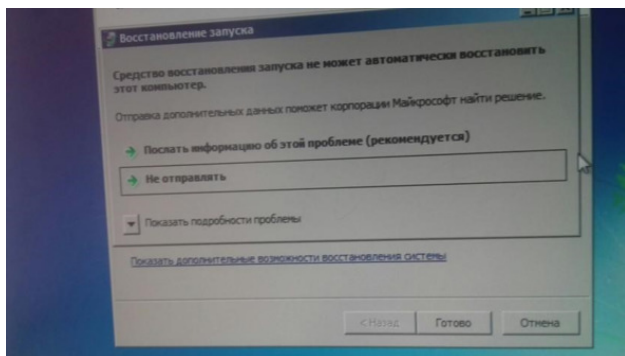 Восстановление запуска
Средство восстановления запуска не может автоматически восстановить
этот компьютер.
Отправка дополнительных данных поможет корпорации Майкрософт найти решение.
Послать информацию об этой проблеме (рекомендуется)
Не отправлять
Показать подробности проблемы
Показать дополнительные возможности восстановления системы
< Назад
Готово
Отмена